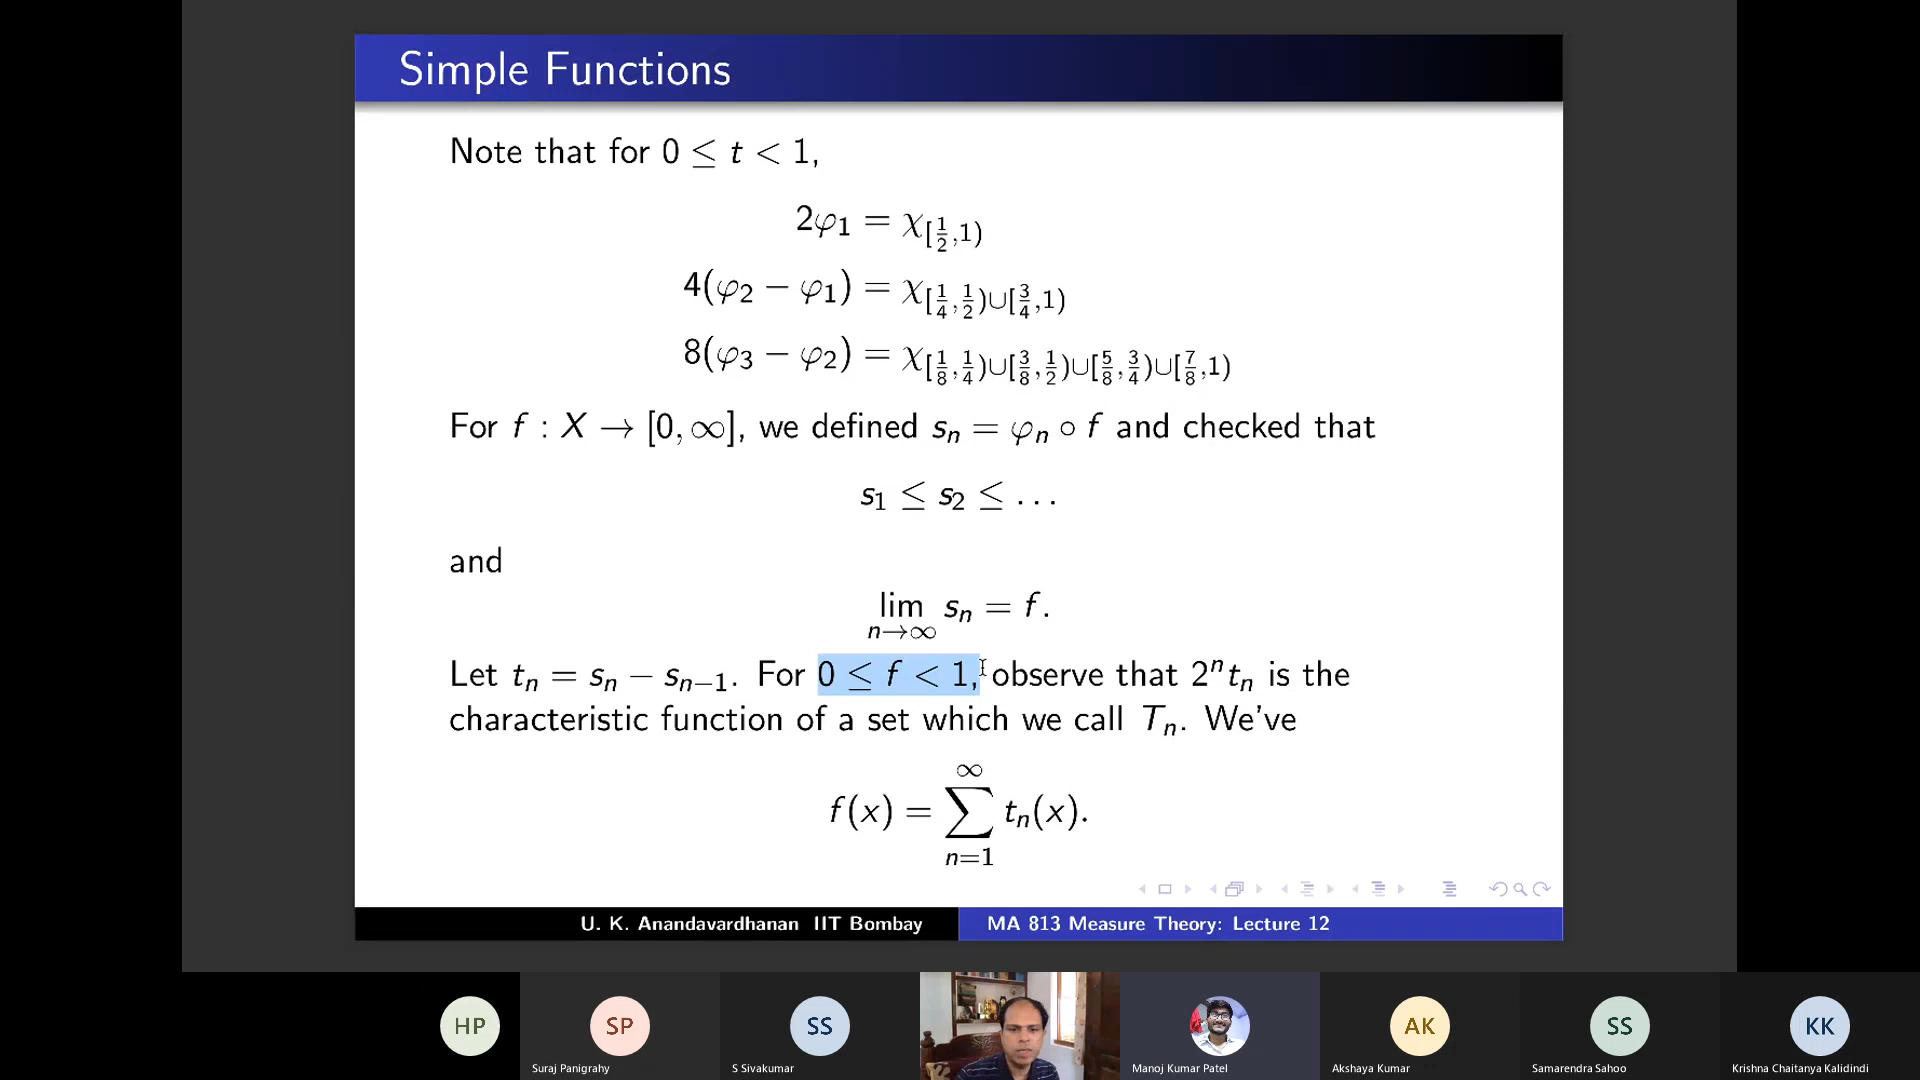 Simple Functions
Note that for 0 ≤ t < 1,
2φ₁ = χ_{[1/2,1)}
4(φ₂ − φ₁) = χ_{[1/4,1/2)∪[3/4,1)}
8(φ₃ − φ₂) = χ_{[1/8,1/4)∪[3/8,1/2)∪[5/8,3/4)∪[7/8,1)}
For f : X → [0, ∞], we defined sₙ = φₙ ∘ f and checked that
s₁ ≤ s₂ ≤ ...
and
lim_{n→∞} sₙ = f.
Let tₙ = sₙ − sₙ₋₁. For 0 ≤ f < 1, observe that 2ⁿtₙ is the
characteristic function of a set which we call Tₙ. We've
f(x) = ∑_{n=1}^{∞} tₙ(x).
U. K. Anandavardhanan IIT Bombay MA 813 Measure Theory: Lecture 12
HP SP SS AK SS KK
Suraj Panigrahy S Sivakumar Manoj Kumar Patel Akshaya Kumar Samarendra Sahoo Krishna Chaitanya Kalidindi